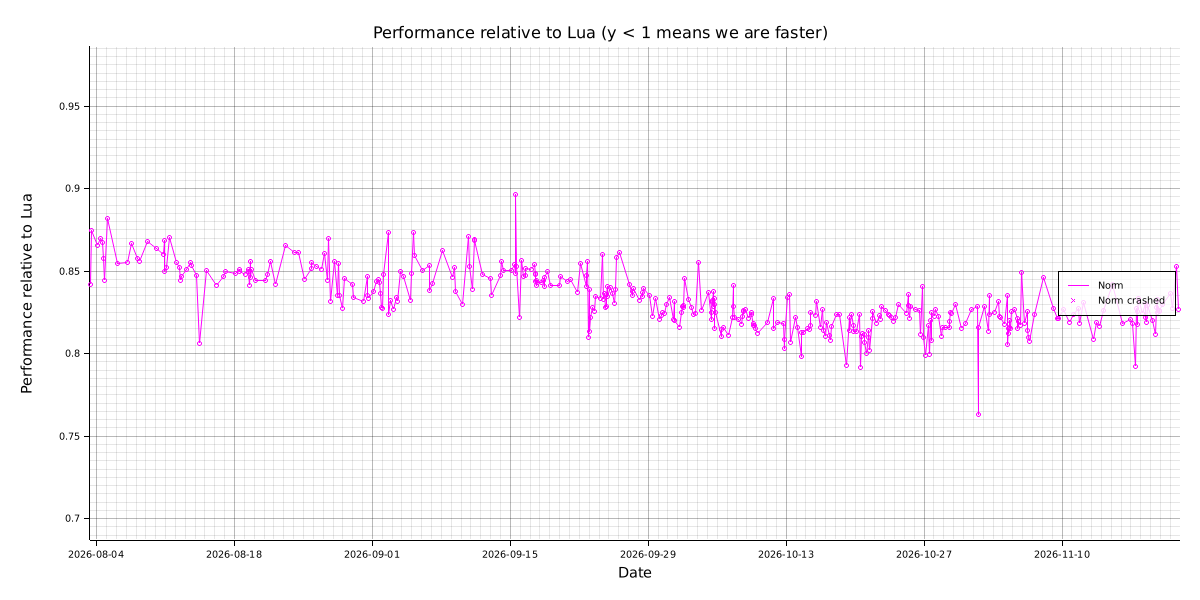 Performance relative to Lua (y < 1 means we are faster)
0.95
0.9
0.85
0.8
0.75
0.7
Performance relative to Lua
Norm
Norm crashed
2026-08-04
2026-08-18
2026-09-01
2026-09-15
2026-09-29
2026-10-13
2026-10-27
2026-11-10
Date